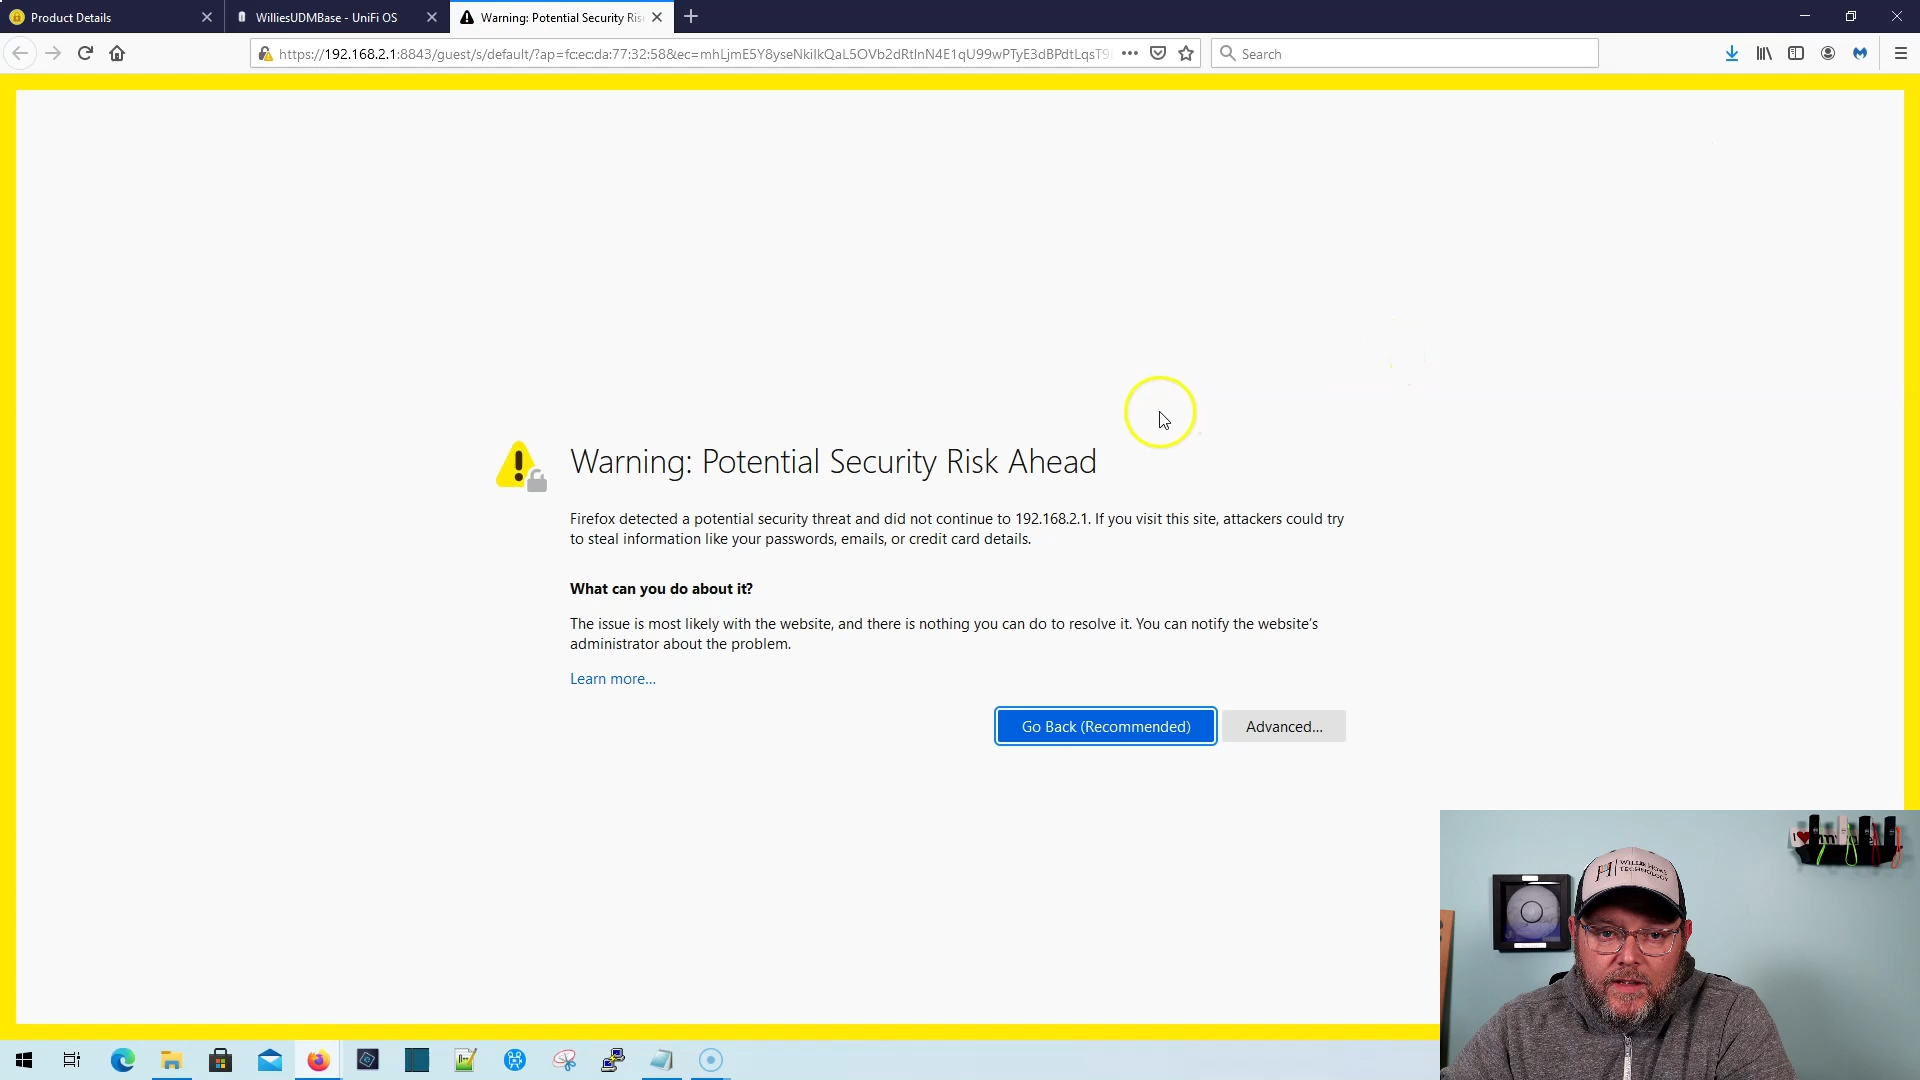 Product Details
WilliesUDMBase - UniFi OS
Warning: Potential Security Ris
https://192.168.2.1:8843/guest/s/default/?ap=fc:ec:da:77:32:58&ec=mhLjmE5Y8yseNkiIkQaL5OVb2dRtInN4E1qU99wPTyE3dBPdtLqsT9
Search
Warning: Potential Security Risk Ahead
Firefox detected a potential security threat and did not continue to 192.168.2.1. If you visit this site, attackers could try
to steal information like your passwords, emails, or credit card details.
What can you do about it?
The issue is most likely with the website, and there is nothing you can do to resolve it. You can notify the website’s
administrator about the problem.
Learn more...
Go Back (Recommended)
Advanced...
I
H
WILLIE HOWE
TECHNOLOGY